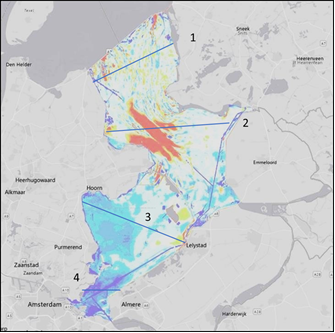 Den Helder
Sneek
Heerenveen
1
2
Emmeloord
Heerhugowaard
Alkmaar
Hoorn
3
Purmerend
Lelystad
Zaanstad
Zaandam
4
Amsterdam
Almere
Harderwijk